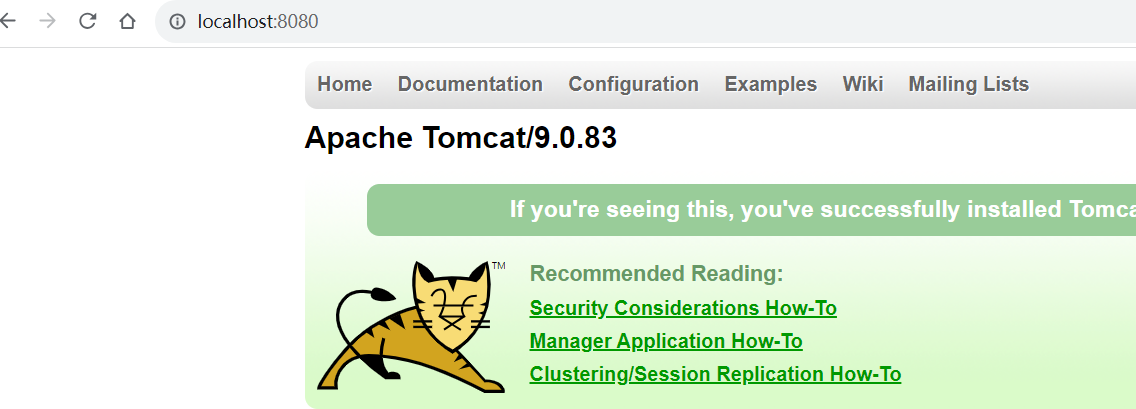 localhost:8080
Home Documentation Configuration Examples Wiki Mailing Lists
Apache Tomcat/9.0.83
If you're seeing this, you've successfully installed Tomca
TM
Recommended Reading:
Security Considerations How-To
Manager Application How-To
Clustering/Session Replication How-To